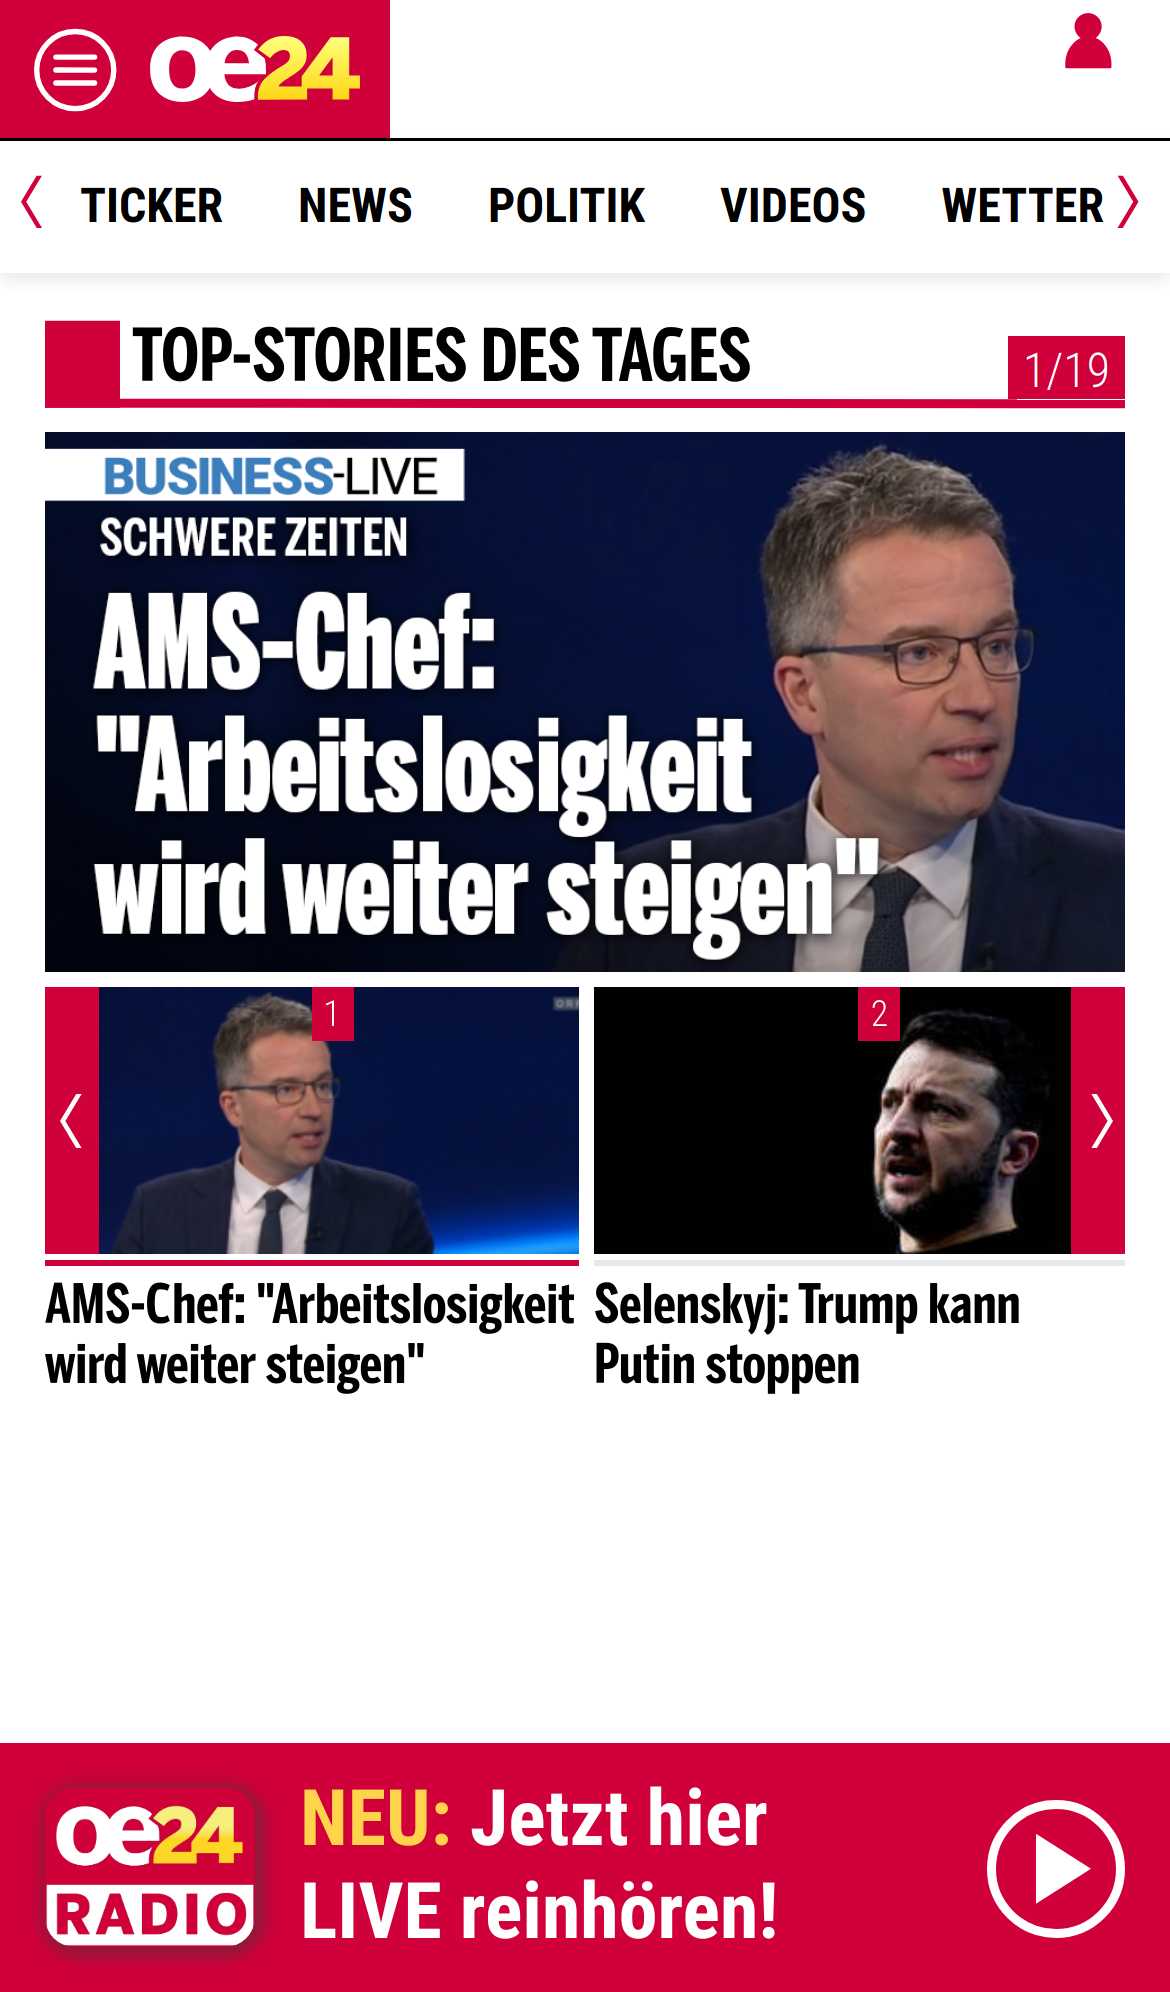 oe24
TICKER NEWS POLITIK VIDEOS WETTER
TOP-STORIES DES TAGES
1/19
BUSINESS-LIVE
SCHWERE ZEITEN
AMS-Chef:
"Arbeitslosigkeit
wird weiter steigen"
1
2
AMS-Chef: "Arbeitslosigkeit
wird weiter steigen"
Selenskyj: Trump kann
Putin stoppen
oe24
RADIO
NEU: Jetzt hier
LIVE reinhören!